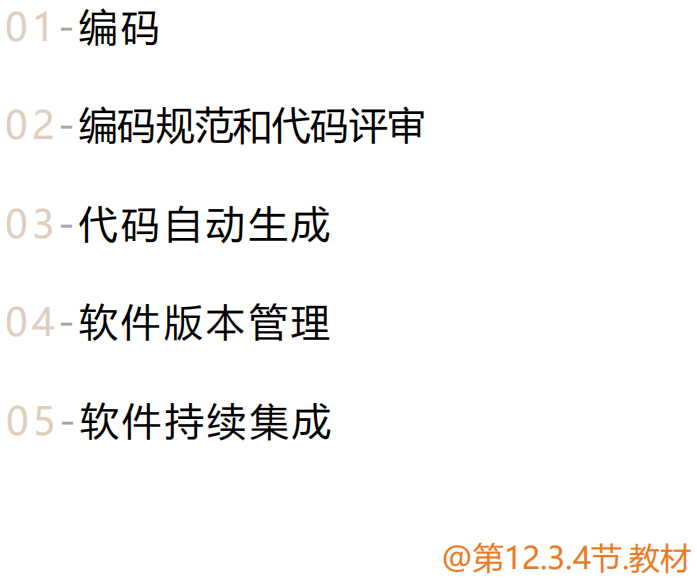 01-编码
02-编码规范和代码评审
03-代码自动生成
04-软件版本管理
05-软件持续集成
@第12.3.4节.教材